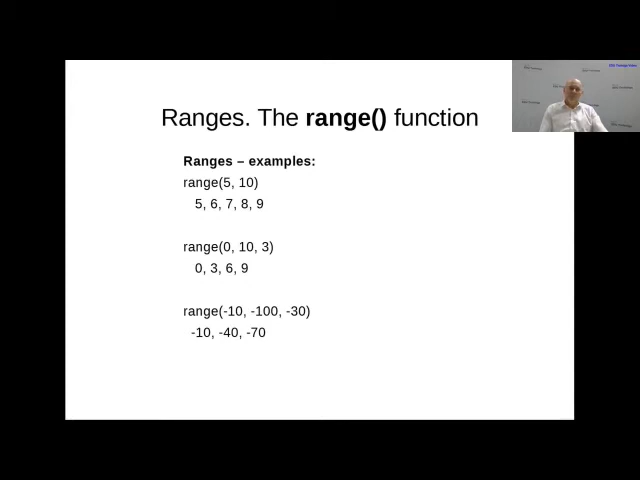 Ranges. The range() function
Ranges – examples:
range(5, 10)
5, 6, 7, 8, 9
range(0, 10, 3)
0, 3, 6, 9
range(-10, -100, -30)
-10, -40, -70